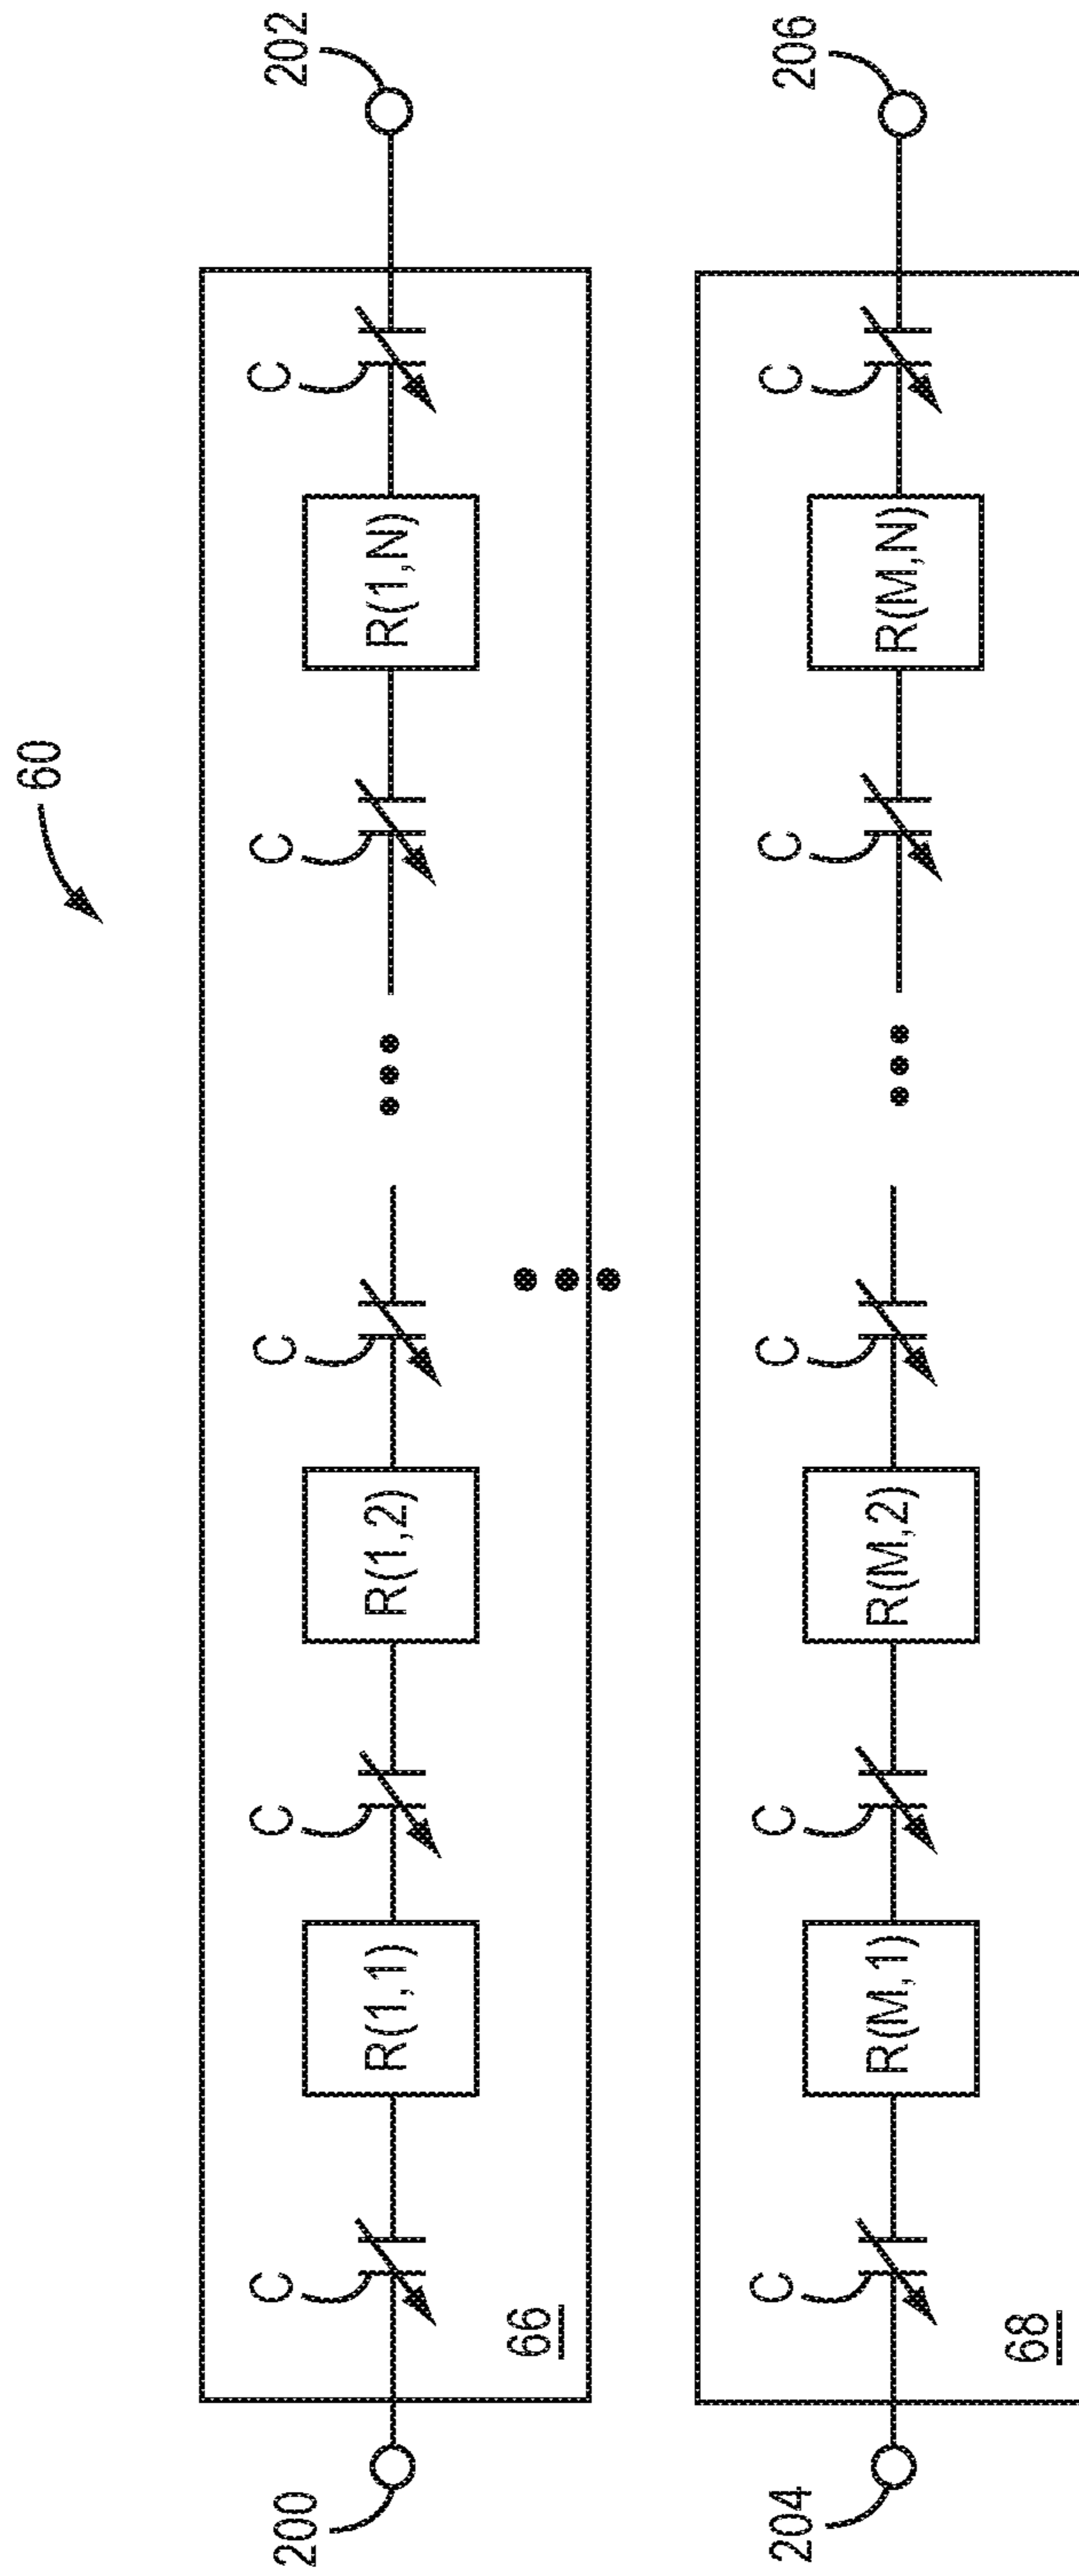 60
200
C
R(1,1)
C
R(1,2)
C
C
R(1,N)
C
202
66
204
C
R(M,1)
C
R(M,2)
C
C
R(M,N)
C
206
68